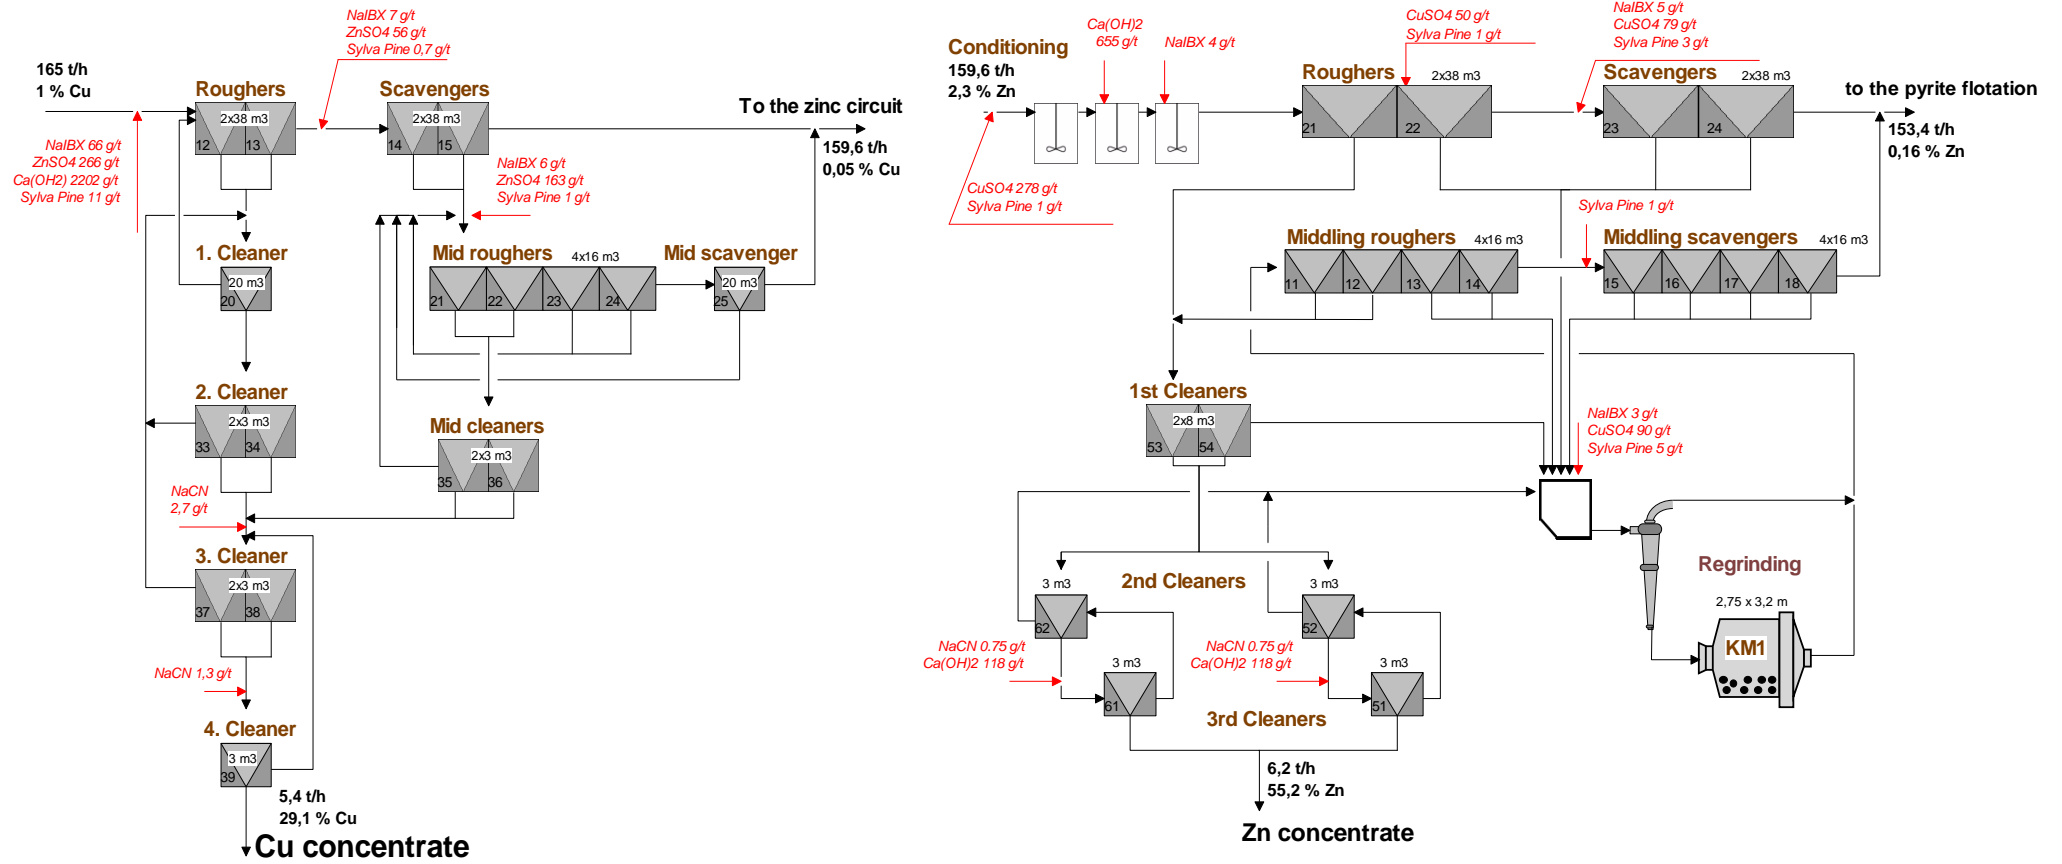 NaIBX 7 g/t
ZnSO4 56 g/t
Sylva Pine 0,7 g/t
165 t/h
1 % Cu
Roughers
2x38 m3
12
13
Scavengers
2x38 m3
14
15
To the zinc circuit
159,6 t/h
0,05 % Cu
NaIBX 66 g/t
ZnSO4 266 g/t
Ca(OH2) 2202 g/t
Sylva Pine 11 g/t
NaIBX 6 g/t
ZnSO4 163 g/t
Sylva Pine 1 g/t
1. Cleaner
20 m3
20
Mid roughers
4x16 m3
21
22
23
24
Mid scavenger
20 m3
25
2. Cleaner
2x3 m3
33
34
Mid cleaners
2x3 m3
35
36
NaCN
2,7 g/t
3. Cleaner
2x3 m3
37
38
NaCN 1,3 g/t
4. Cleaner
3 m3
39
5,4 t/h
29,1 % Cu
Cu concentrate
Conditioning
159,6 t/h
2,3 % Zn
Ca(OH)2
655 g/t
NaIBX 4 g/t
CuSO4 278 g/t
Sylva Pine 1 g/t
CuSO4 50 g/t
Sylva Pine 1 g/t
Roughers
2x38 m3
21
22
NaIBX 5 g/t
CuSO4 79 g/t
Sylva Pine 3 g/t
Scavengers
2x38 m3
23
24
to the pyrite flotation
153,4 t/h
0,16 % Zn
Middling roughers
4x16 m3
11
12
13
14
Sylva Pine 1 g/t
Middling scavengers
4x16 m3
15
16
17
18
1st Cleaners
2x8 m3
53
54
NaIBX 3 g/t
CuSO4 90 g/t
Sylva Pine 5 g/t
2nd Cleaners
3 m3
62
3 m3
52
NaCN 0.75 g/t
Ca(OH)2 118 g/t
NaCN 0.75 g/t
Ca(OH)2 118 g/t
3 m3
61
3 m3
51
3rd Cleaners
Regrinding
2,75 x 3,2 m
KM1
6,2 t/h
55,2 % Zn
Zn concentrate